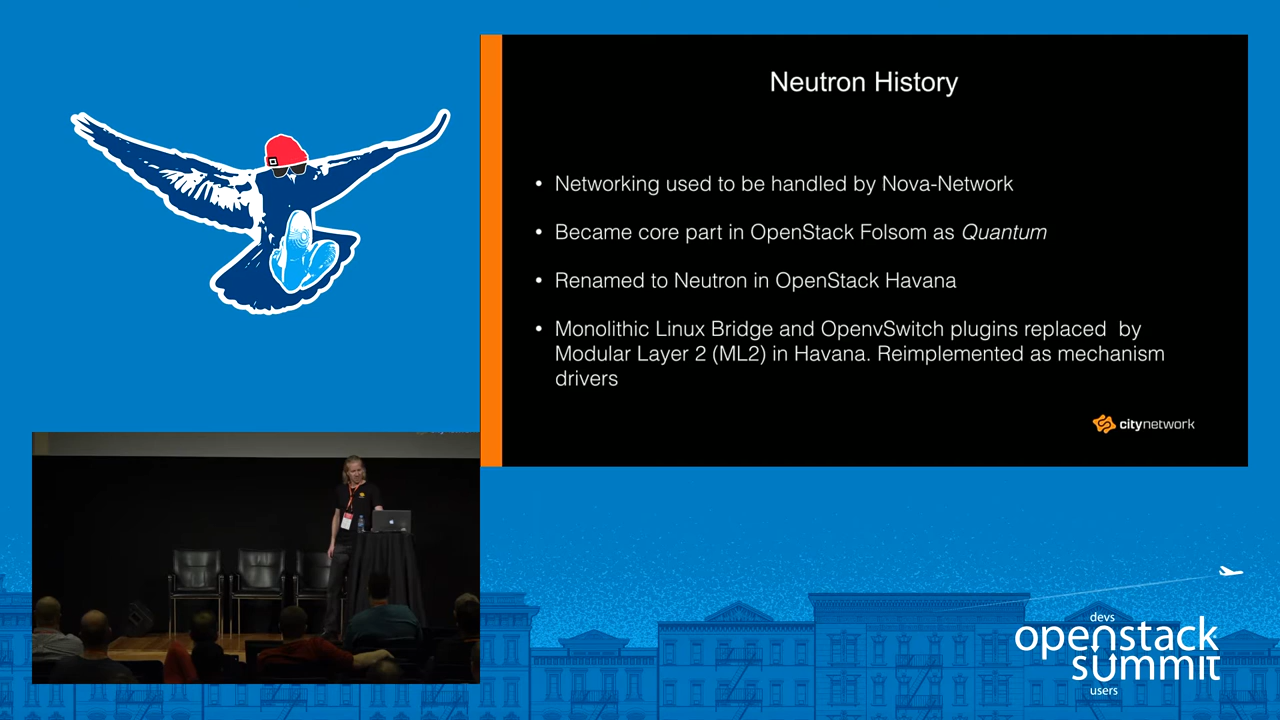 Neutron History
• Networking used to be handled by Nova-Network
• Became core part in OpenStack Folsom as Quantum
• Renamed to Neutron in OpenStack Havana
• Monolithic Linux Bridge and OpenvSwitch plugins replaced by
Modular Layer 2 (ML2) in Havana. Reimplemented as mechanism
drivers
citynetwork
devs
openstack
summit
users